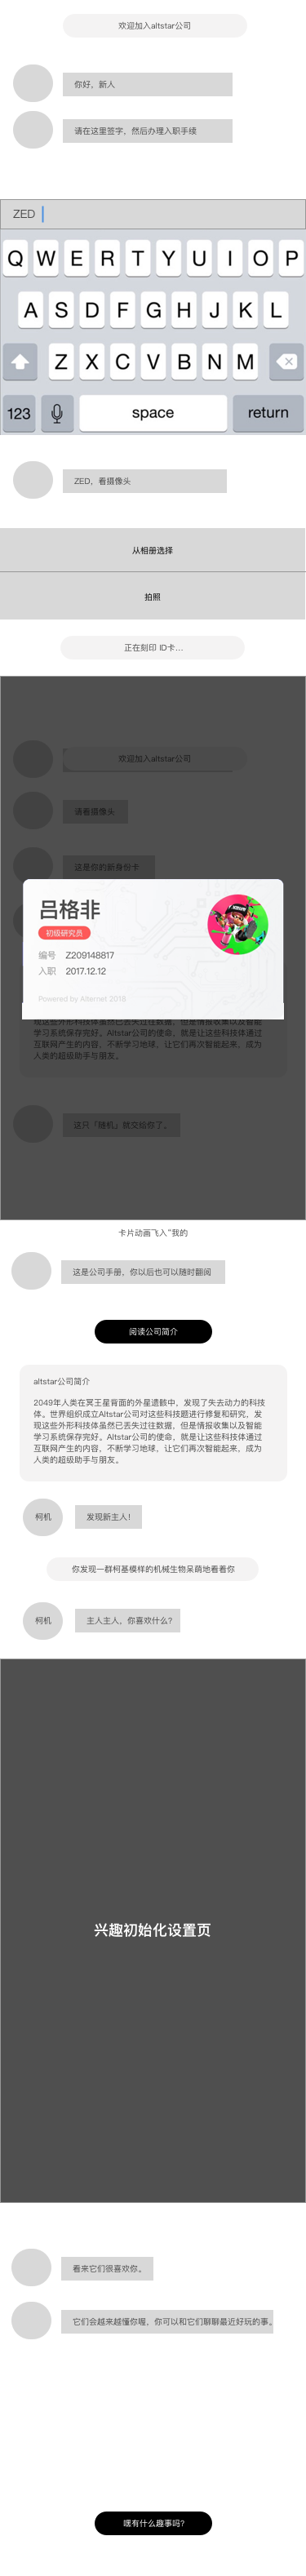 欢迎加入altstar公司
你好，新人
请在这里签字，然后办理入职手续
ZED
Q W E R T Y U I O P
A S D F G H J K L
Z X C V B N M
123 space return
ZED，看摄像头
从相册选择
拍照
正在刻印 ID卡...
欢迎加入altstar公司
请看摄像头
这是你的新身份卡
吕格非
初级研究员
编号 Z209148817
入职 2017.12.12
Powered by Alternet 2018
现这些外形科技体虽然已丢失过往数据，但是情报收集以及智能
学习系统保存完好。Altstar公司的使命，就是让这些科技体通过
互联网产生的内容，不断学习地球，让它们再次智能起来，成为
人类的超级助手与朋友。
这只「随机」就交给你了。
卡片动画飞入“我的
这是公司手册，你以后也可以随时翻阅
阅读公司简介
altstar公司简介
2049年人类在冥王星背面的外星遗骸中，发现了失去动力的科技
体。世界组织成立Altstar公司对这些科技题进行修复和研究，发
现这些外形科技体虽然已丢失过往数据，但是情报收集以及智能
学习系统保存完好。Altstar公司的使命，就是让这些科技体通过
互联网产生的内容，不断学习地球，让它们再次智能起来，成为
人类的超级助手与朋友。
柯机 发现新主人！
你发现一群柯基模样的机械生物呆萌地看着你
柯机 主人主人，你喜欢什么？
兴趣初始化设置页
看来它们很喜欢你。
它们会越来越懂你喔，你可以和它们聊聊最近好玩的事。
嘿有什么趣事吗？